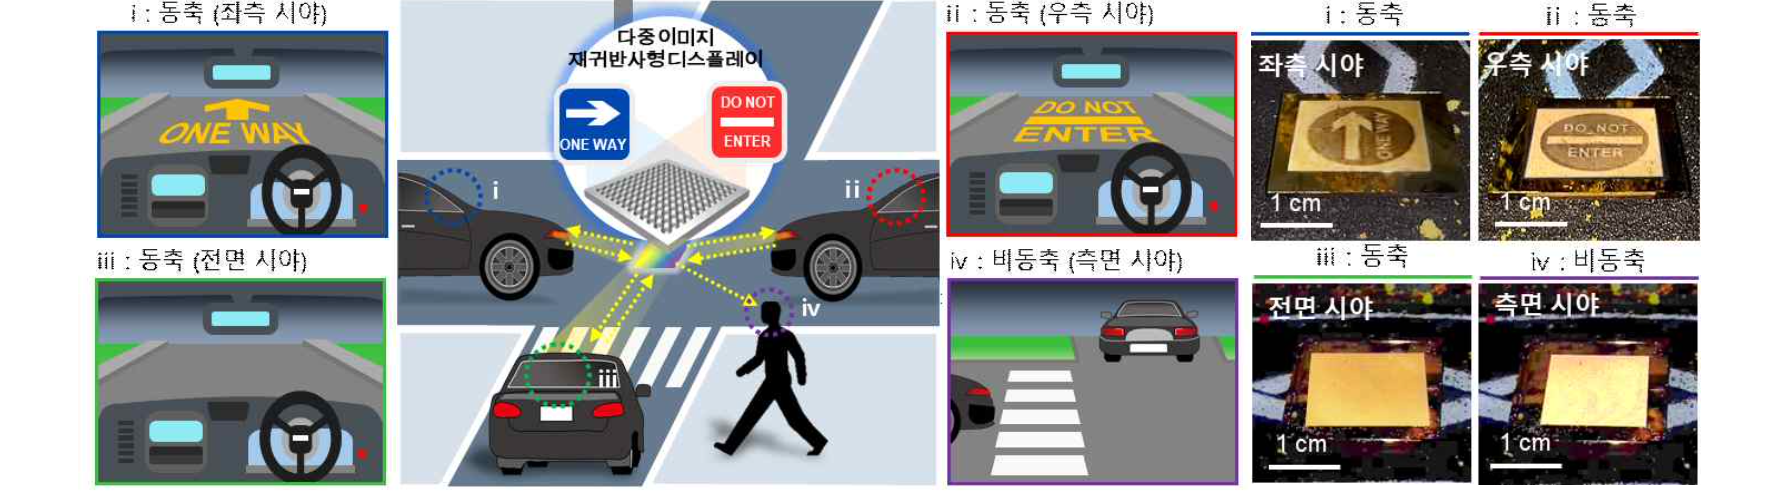 i : 동축 (좌측 시야)
ONE WAY
다중이미지
재귀반사형디스플레이
ONE WAY
DO NOT
ENTER
i
ii
iii
iv
ii : 동축 (우측 시야)
DO NOT
ENTER
i : 동축
좌측 시야
ONE WAY
1 cm
ii : 동축
우측 시야
DO NOT
ENTER
1 cm
iii : 동축 (전면 시야)
iv : 비동축 (측면 시야)
iii : 동축
전면 시야
1 cm
iv : 비동축
측면 시야
1 cm